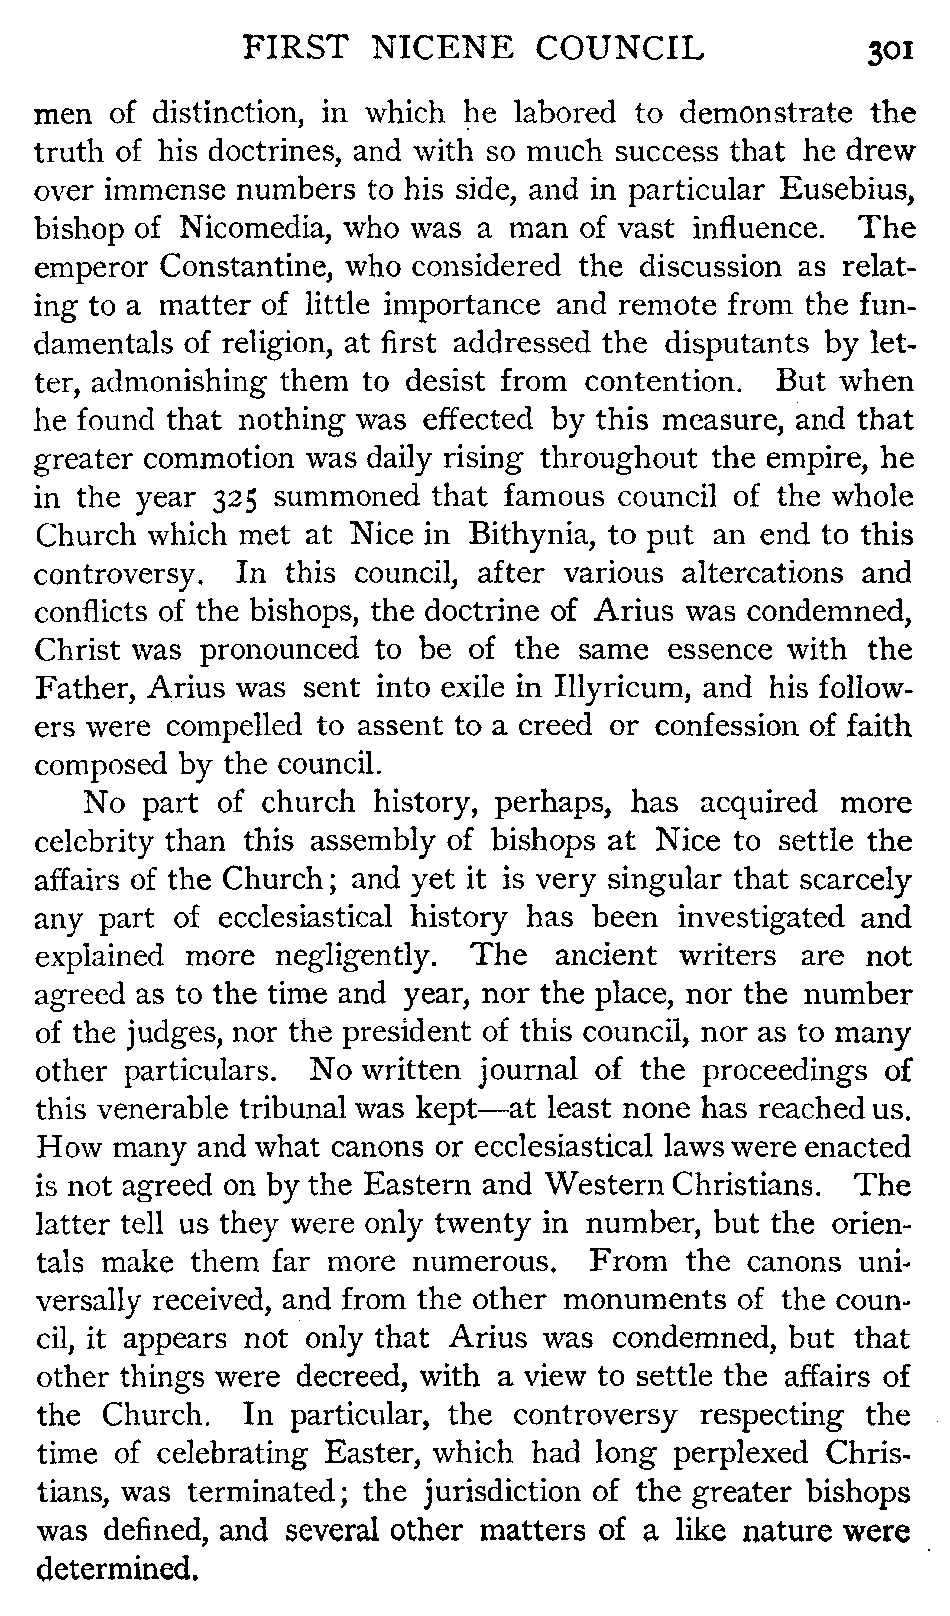 FIRST NICENE COUNCIL 301
men of distinction, in which he labored to demonstrate the
truth of his doctrines, and with so much success that he drew
over immense numbers to his side, and in particular Eusebius,
bishop of Nicomedia, who was a man of vast influence. The
emperor Constantine, who considered the discussion as relat-
ing to a matter of little importance and remote from the fun-
damentals of religion, at first addressed the disputants by let-
ter, admonishing them to desist from contention. But when
he found that nothing was effected by this measure, and that
greater commotion was daily rising throughout the empire, he
in the year 325 summoned that famous council of the whole
Church which met at Nice in Bithynia, to put an end to this
controversy. In this council, after various altercations and
conflicts of the bishops, the doctrine of Arius was condemned,
Christ was pronounced to be of the same essence with the
Father, Arius was sent into exile in Illyricum, and his follow-
ers were compelled to assent to a creed or confession of faith
composed by the council.
No part of church history, perhaps, has acquired more
celebrity than this assembly of bishops at Nice to settle the
affairs of the Church; and yet it is very singular that scarcely
any part of ecclesiastical history has been investigated and
explained more negligently. The ancient writers are not
agreed as to the time and year, nor the place, nor the number
of the judges, nor the president of this council, nor as to many
other particulars. No written journal of the proceedings of
this venerable tribunal was kept—at least none has reached us.
How many and what canons or ecclesiastical laws were enacted
is not agreed on by the Eastern and Western Christians. The
latter tell us they were only twenty in number, but the orien-
tals make them far more numerous. From the canons uni-
versally received, and from the other monuments of the coun-
cil, it appears not only that Arius was condemned, but that
other things were decreed, with a view to settle the affairs of
the Church. In particular, the controversy respecting the
time of celebrating Easter, which had long perplexed Chris-
tians, was terminated; the jurisdiction of the greater bishops
was defined, and several other matters of a like nature were
determined.